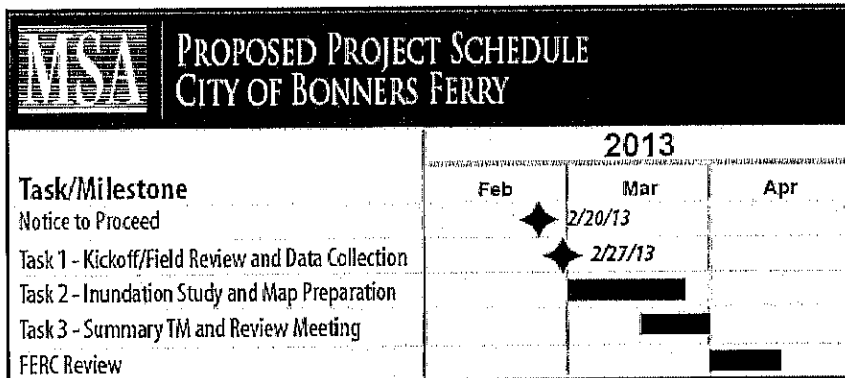 MSA
PROPOSED PROJECT SCHEDULE
CITY OF BONNERS FERRY
2013
Task/Milestone Feb Mar Apr
Notice to Proceed 2/20/13
Task 1 - Kickoff/Field Review and Data Collection 2/27/13
Task 2 - Inundation Study and Map Preparation
Task 3 - Summary TM and Review Meeting
FERC Review